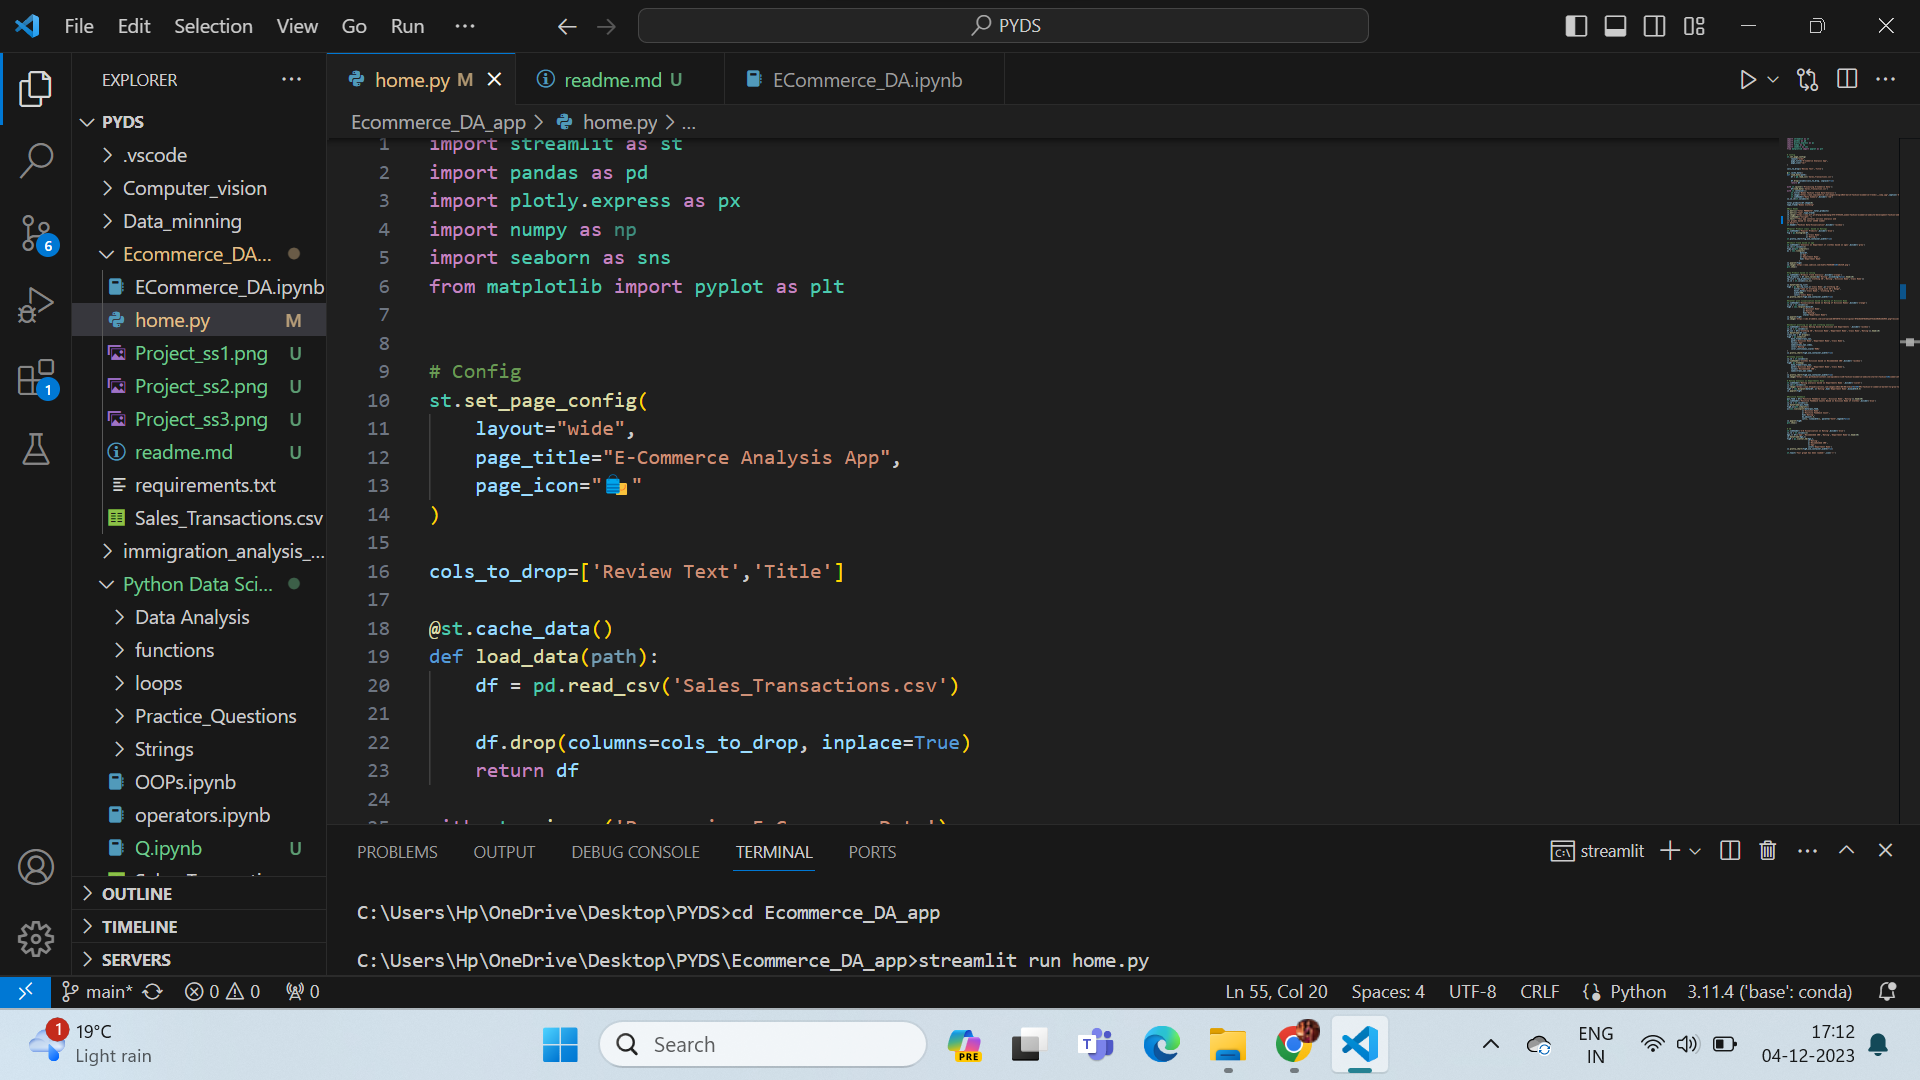 File Edit Selection View Go Run ··· PYDS
EXPLORER ···
home.py M
readme.md U
ECommerce_DA.ipynb
PYDS
.vscode
Computer_vision
Data_minning
Ecommerce_DA...
ECommerce_DA.ipynb
home.py M
Project_ss1.png U
Project_ss2.png U
Project_ss3.png U
readme.md U
requirements.txt
Sales_Transactions.csv
immigration_analysis_...
Python Data Sci...
Data Analysis
functions
loops
Practice_Questions
Strings
OOPs.ipynb
operators.ipynb
Q.ipynb U
OUTLINE
TIMELINE
SERVERS
6
1
Ecommerce_DA_app > home.py > ...
1 import streamlit as st
2 import pandas as pd
3 import plotly.express as px
4 import numpy as np
5 import seaborn as sns
6 from matplotlib import pyplot as plt
7
8
9 # Config
10 st.set_page_config(
11 layout="wide",
12 page_title="E-Commerce Analysis App",
13 page_icon="🛍️"
14 )
15
16 cols_to_drop=['Review Text','Title']
17
18 @st.cache_data()
19 def load_data(path):
20 df = pd.read_csv('Sales_Transactions.csv')
21
22 df.drop(columns=cols_to_drop, inplace=True)
23 return df
24
PROBLEMS OUTPUT DEBUG CONSOLE TERMINAL PORTS
streamlit
C:\Users\Hp\OneDrive\Desktop\PYDS>cd Ecommerce_DA_app
C:\Users\Hp\OneDrive\Desktop\PYDS\Ecommerce_DA_app>streamlit run home.py
main* 0 0 0
Ln 55, Col 20 Spaces: 4 UTF-8 CRLF Python 3.11.4 ('base': conda)
1
19°C
Light rain
Search
PRE
ENG
IN
17:12
04-12-2023